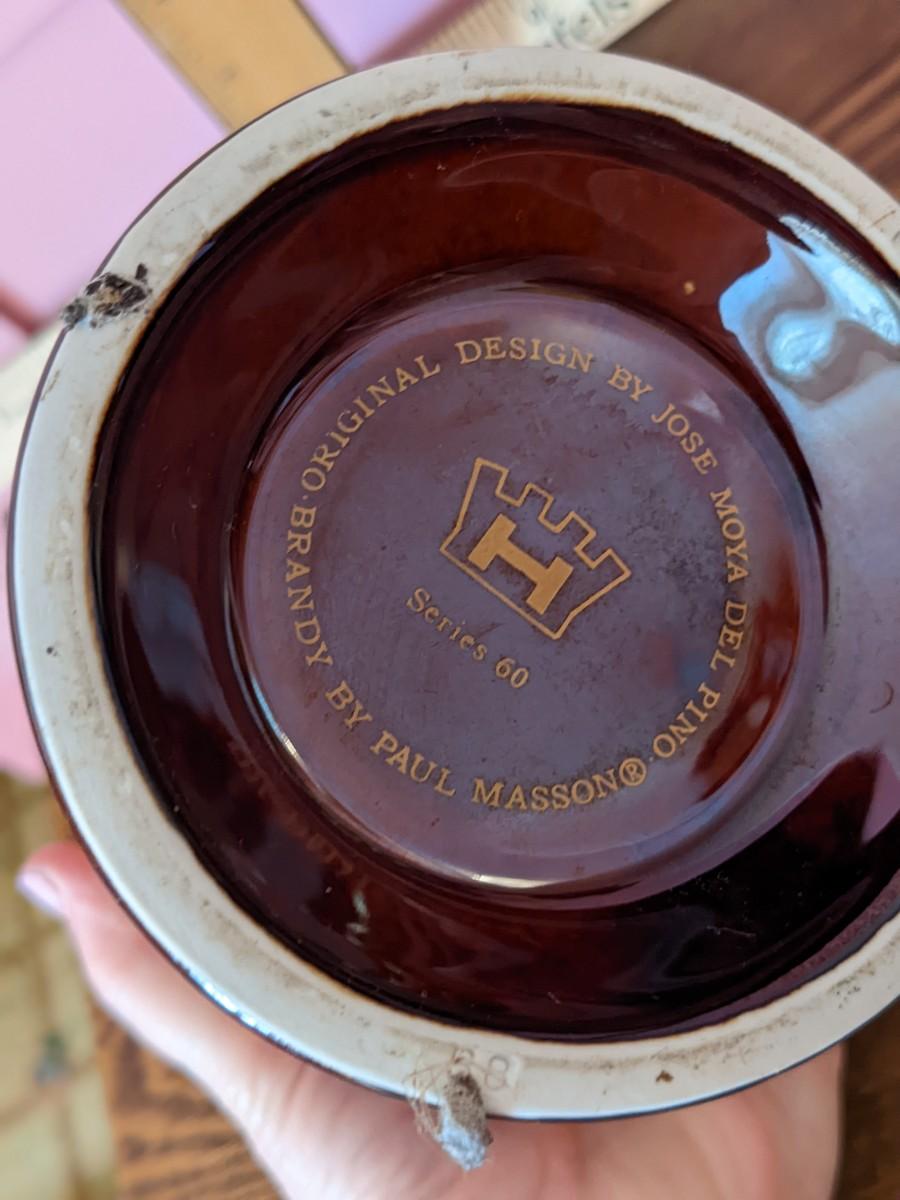 ORIGINAL DESIGN BY JOSE MOYA DEL PINO
·BRANDY BY PAUL MASSON®·
H
Series 60